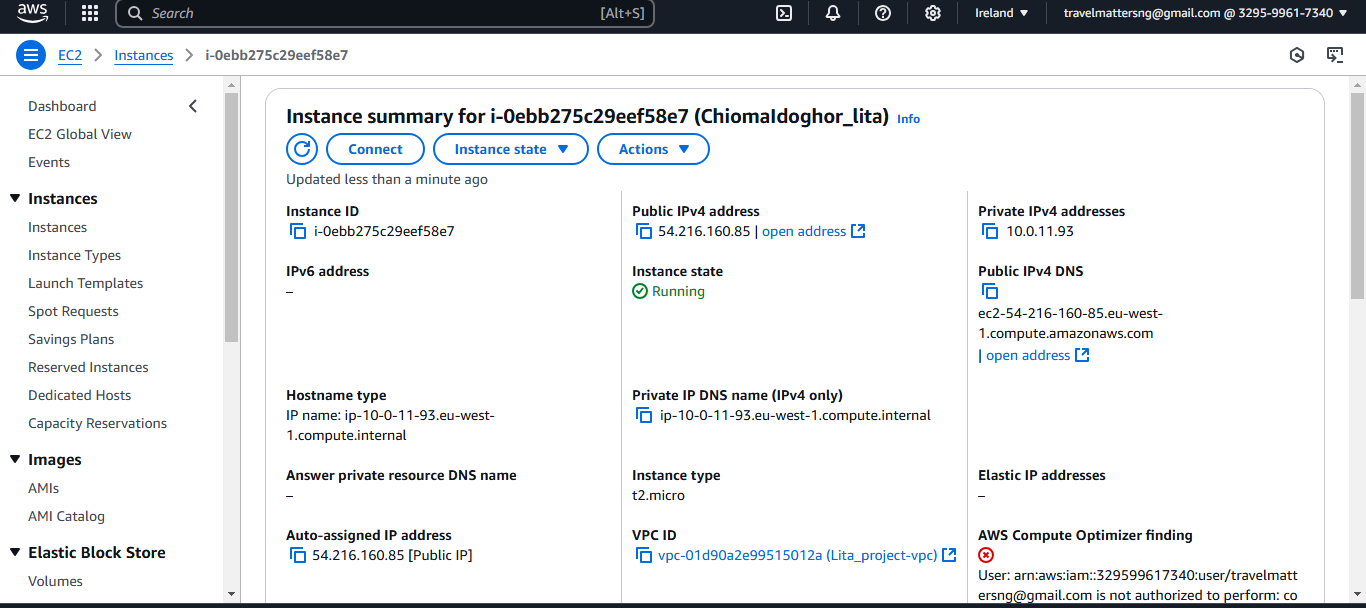 aws
Search
[Alt+S]
Ireland
travelmattersng@gmail.com @ 3295-9961-7340
EC2
Instances
i-0ebb275c29eef58e7
Dashboard
EC2 Global View
Events
Instances
Instances
Instance Types
Launch Templates
Spot Requests
Savings Plans
Reserved Instances
Dedicated Hosts
Capacity Reservations
Images
AMIs
AMI Catalog
Elastic Block Store
Volumes
Instance summary for i-0ebb275c29eef58e7 (ChiomaIdoghor_lita) Info
Connect
Instance state
Actions
Updated less than a minute ago
Instance ID
i-0ebb275c29eef58e7
Public IPv4 address
54.216.160.85 | open address
Private IPv4 addresses
10.0.11.93
IPv6 address
–
Instance state
Running
Public IPv4 DNS
ec2-54-216-160-85.eu-west-
1.compute.amazonaws.com
| open address
Hostname type
IP name: ip-10-0-11-93.eu-west-
1.compute.internal
Private IP DNS name (IPv4 only)
ip-10-0-11-93.eu-west-1.compute.internal
Answer private resource DNS name
–
Instance type
t2.micro
Elastic IP addresses
–
Auto-assigned IP address
54.216.160.85 [Public IP]
VPC ID
vpc-01d90a2e99515012a (Lita_project-vpc)
AWS Compute Optimizer finding
User: arn:aws:iam::329599617340:user/travelmatt
ersng@gmail.com is not authorized to perform: co